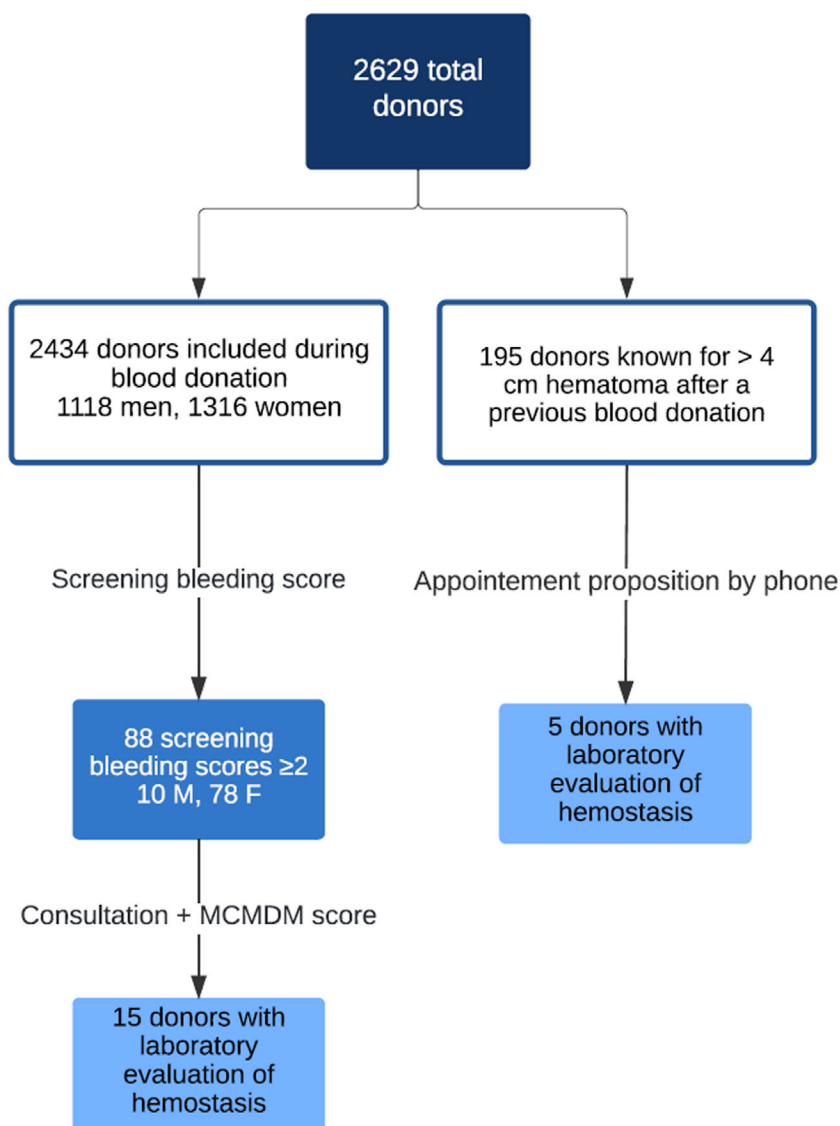 2629 total
donors
2434 donors included during
blood donation
1118 men, 1316 women
195 donors known for > 4
cm hematoma after a
previous blood donation
Screening bleeding score
Appointement proposition by phone
88 screening
bleeding scores ≥2
10 M, 78 F
5 donors with
laboratory
evaluation of
hemostasis
Consultation + MCMDM score
15 donors with
laboratory
evaluation of
hemostasis